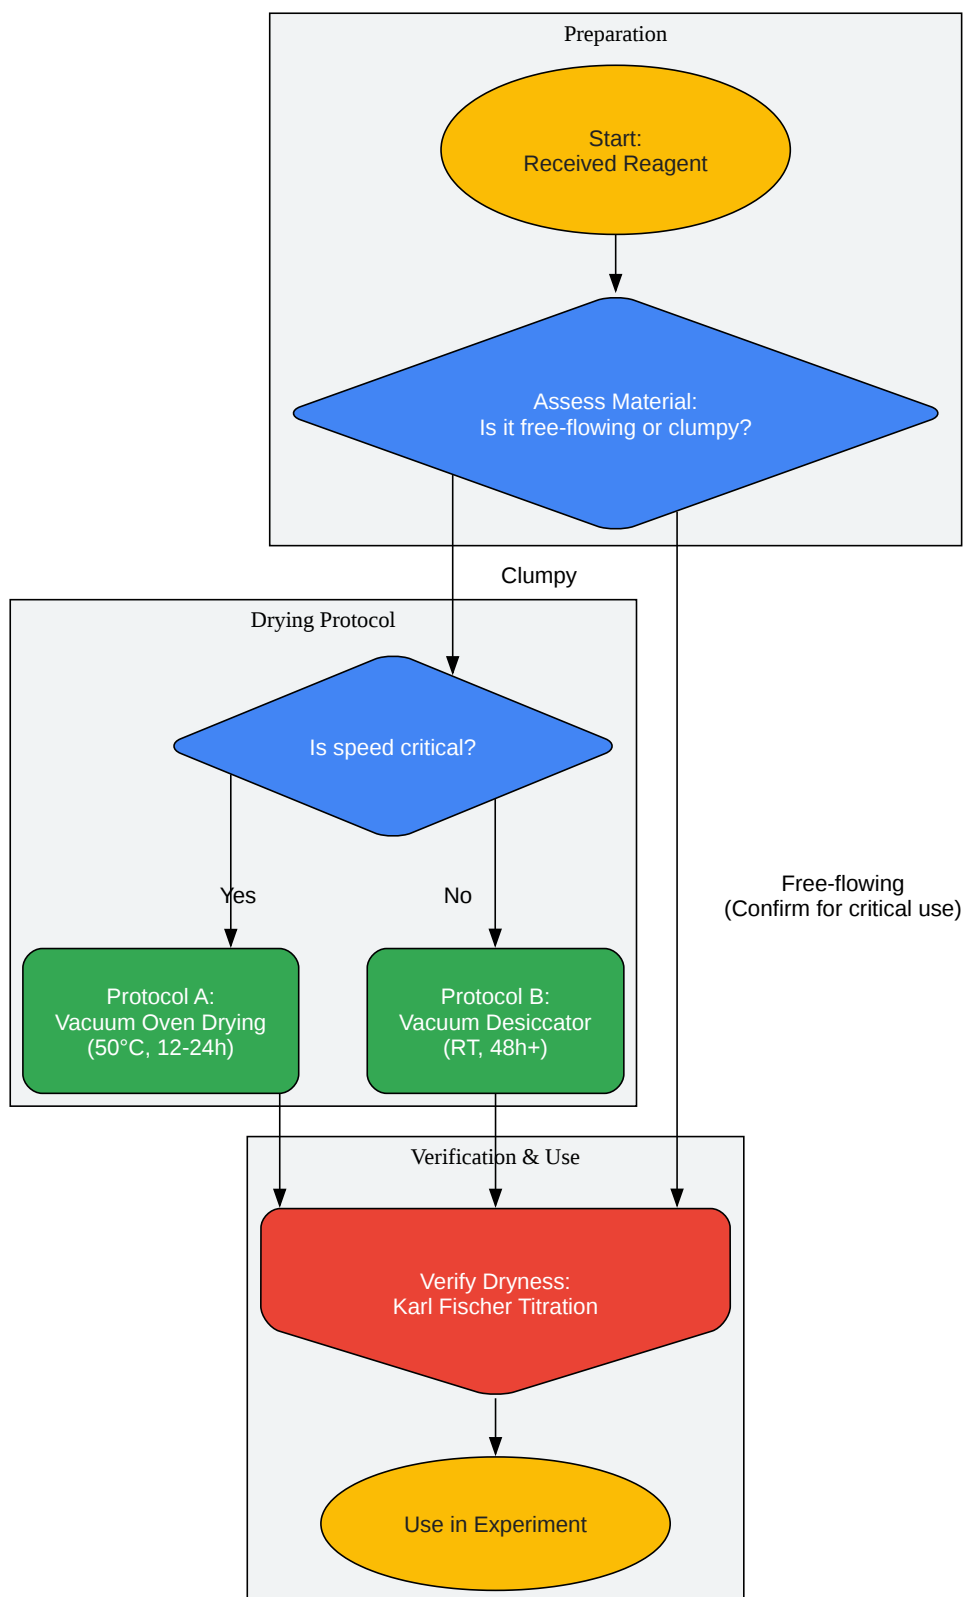 Preparation
Start:
Received Reagent
Assess Material:
Is it free-flowing or clumpy?
Clumpy
Drying Protocol
Is speed critical?
Yes
No
Free-flowing
(Confirm for critical use)
Protocol A:
Vacuum Oven Drying
(50°C, 12-24h)
Protocol B:
Vacuum Desiccator
(RT, 48h+)
Verification & Use
Verify Dryness:
Karl Fischer Titration
Use in Experiment